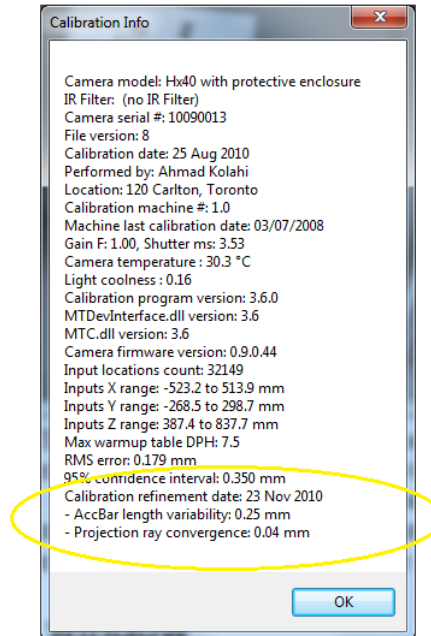 Calibration Info
Camera model: Hx40 with protective enclosure
IR Filter:  (no IR Filter)
Camera serial #: 10090013
File version: 8
Calibration date: 25 Aug 2010
Performed by: Ahmad Kolahi
Location: 120 Carlton, Toronto
Calibration machine #: 1.0
Machine last calibration date: 03/07/2008
Gain F: 1.00, Shutter ms: 3.53
Camera temperature : 30.3 °C
Light coolness : 0.16
Calibration program version: 3.6.0
MTDevInterface.dll version: 3.6
MTC.dll version: 3.6
Camera firmware version: 0.9.0.44
Input locations count: 32149
Inputs X range: -523.2 to 513.9 mm
Inputs Y range: -268.5 to 298.7 mm
Inputs Z range: 387.4 to 837.7 mm
Max warmup table DPH: 7.5
RMS error: 0.179 mm
95% confidence interval: 0.350 mm
Calibration refinement date: 23 Nov 2010
- AccBar length variability: 0.25 mm
- Projection ray convergence: 0.04 mm
OK